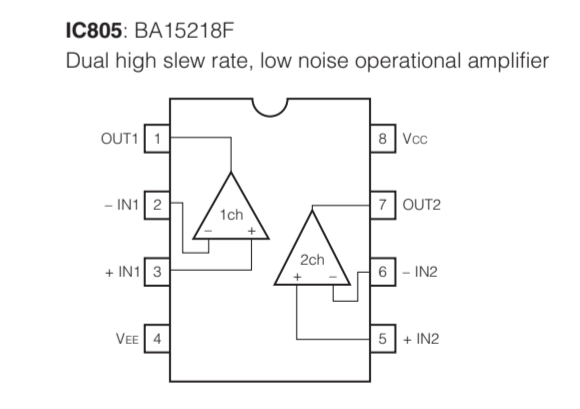 IC805: BA15218F
Dual high slew rate, low noise operational amplifier
OUT1 1
8 Vcc
1ch
- IN1 2
7 OUT2
- +
2ch
+ IN1 3
6 - IN2
+ -
VEE 4
5 + IN2